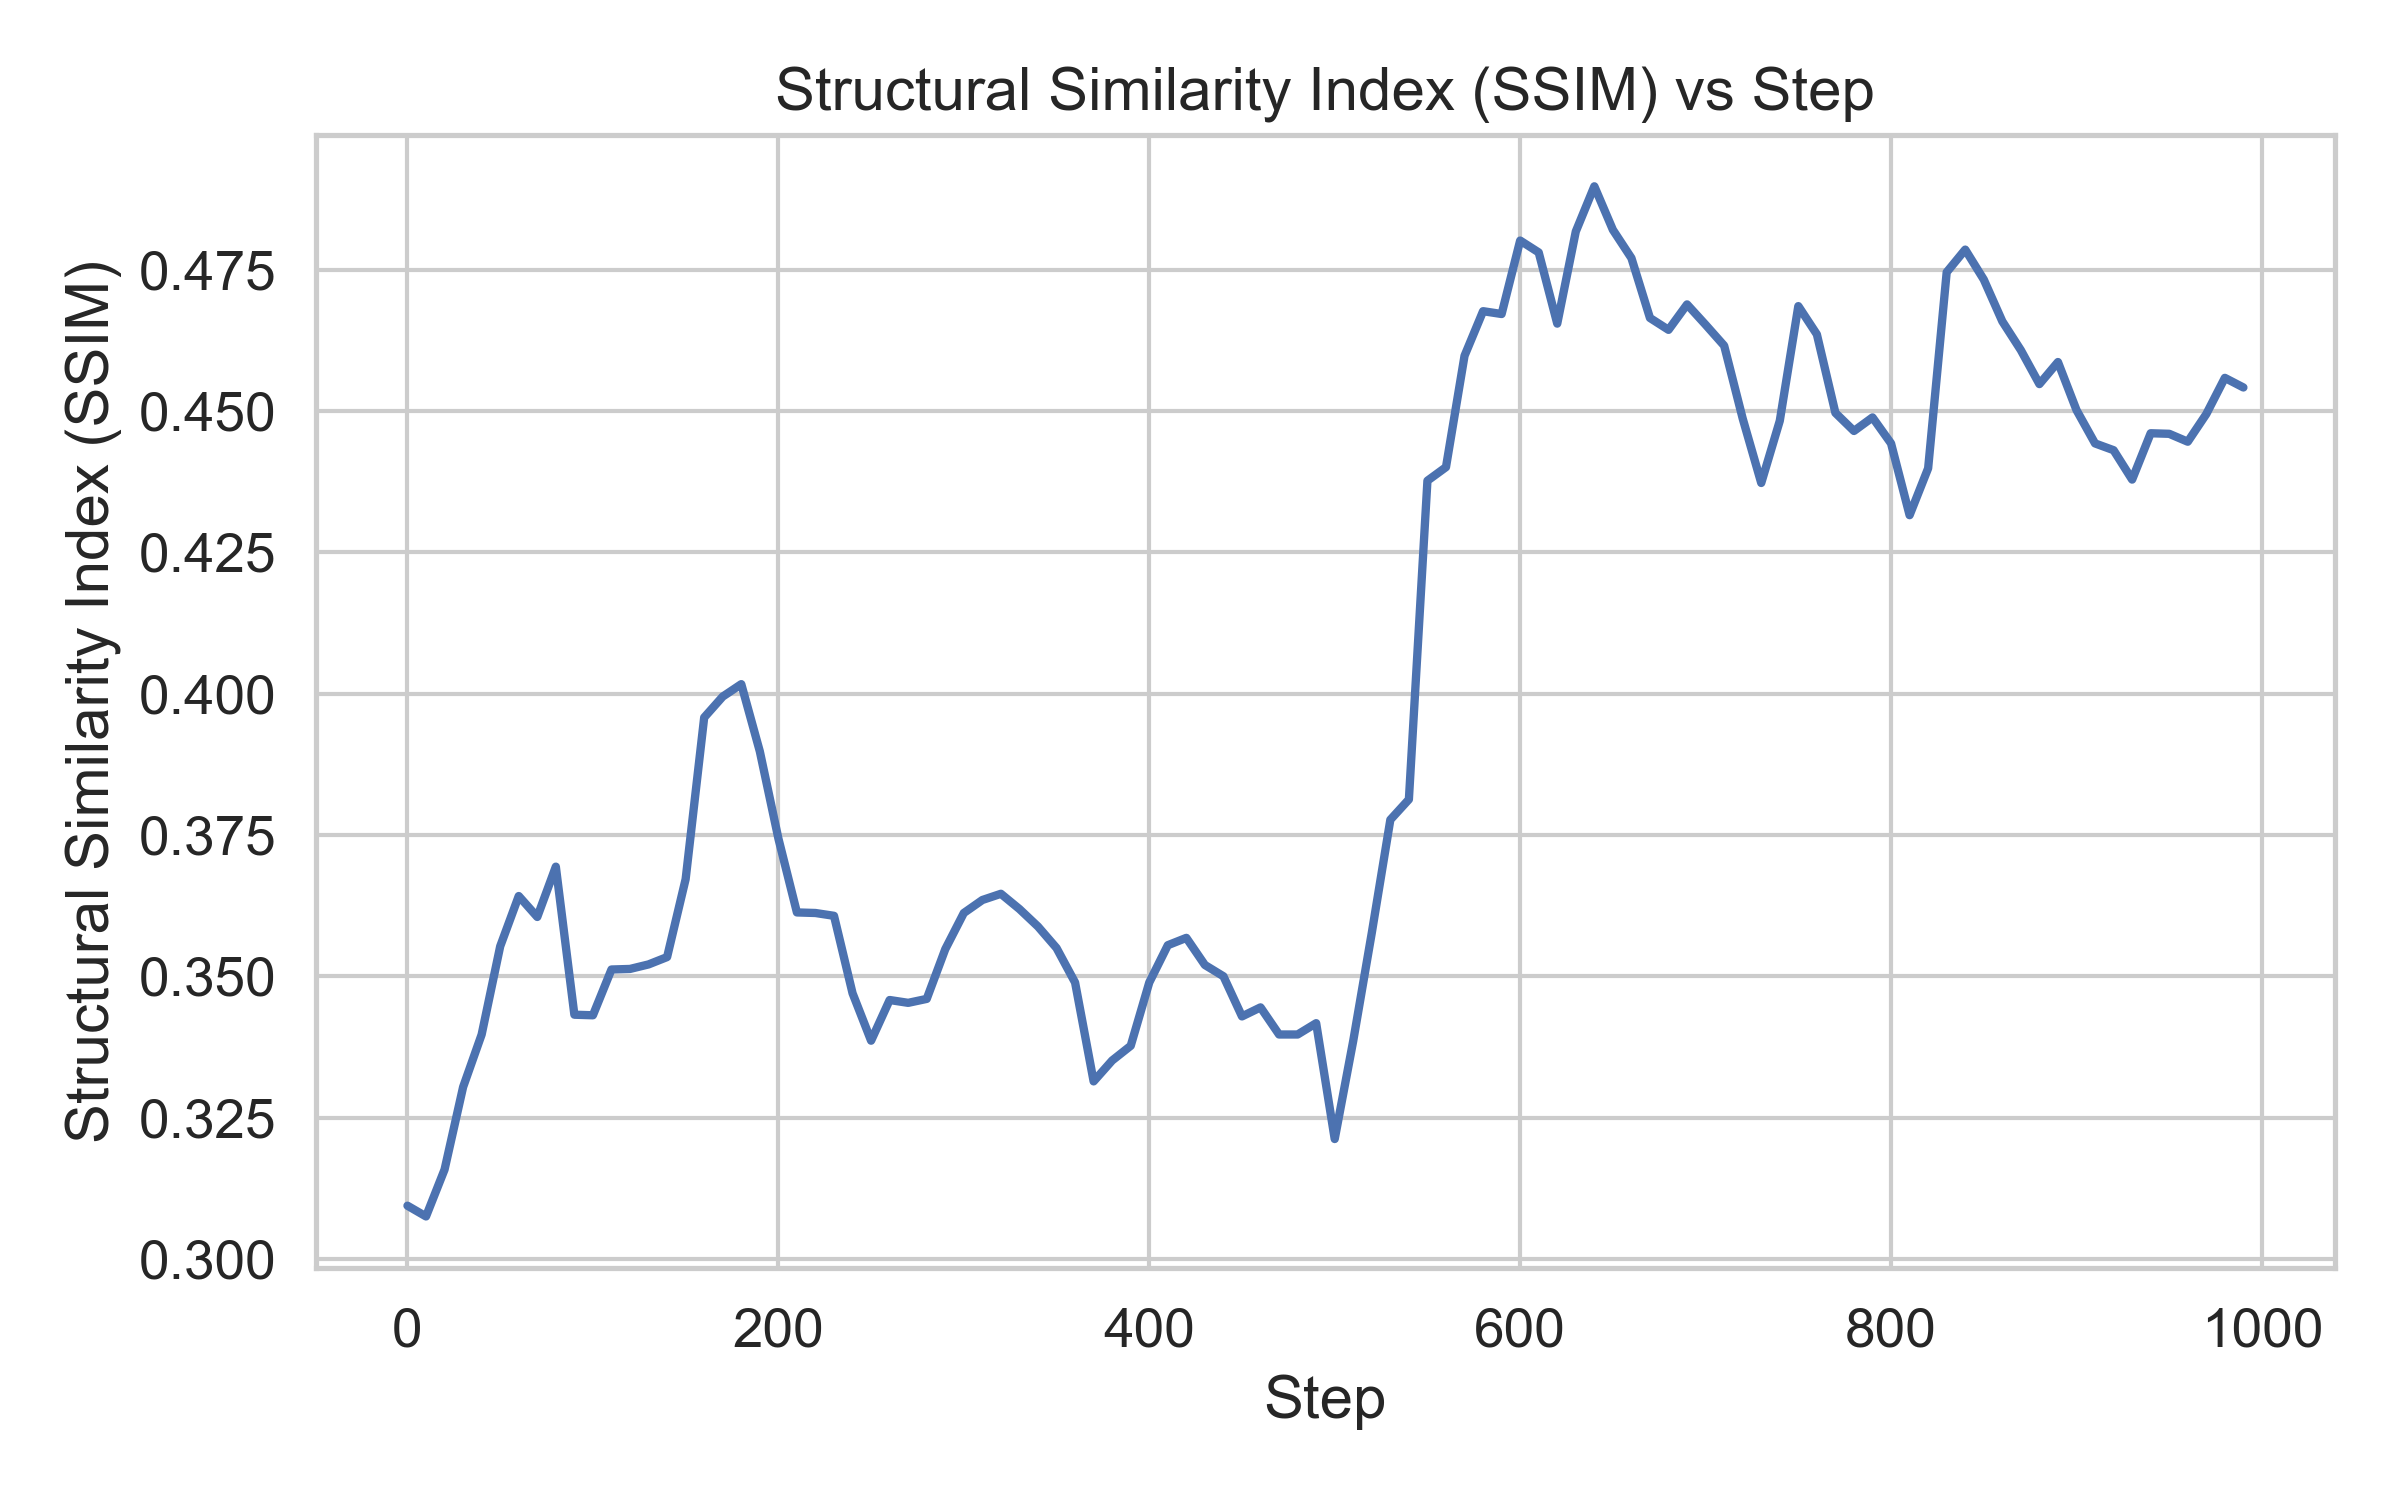 Structural Similarity Index (SSIM) vs Step
Structural Similarity Index (SSIM)
0.475
0.450
0.425
0.400
0.375
0.350
0.325
0.300
0 200 400 600 800 1000
Step